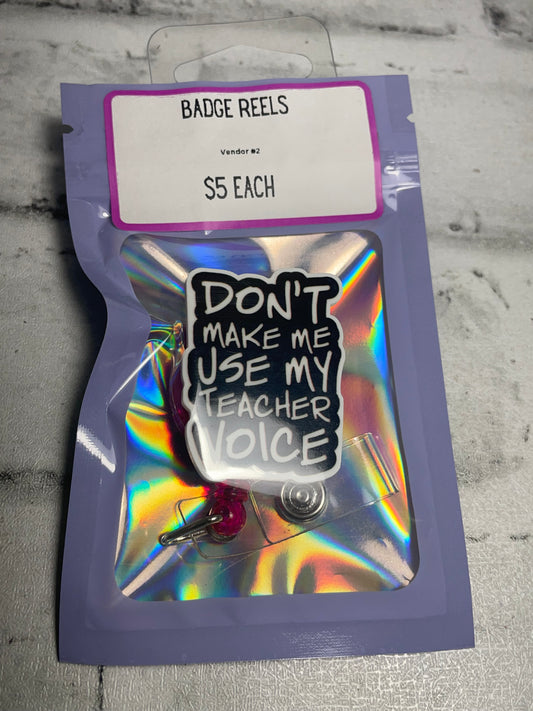 BADGE REELS
Vendor #2
$5 EACH
DON'T
MAKE ME
USE MY
TEACHER
VOICE